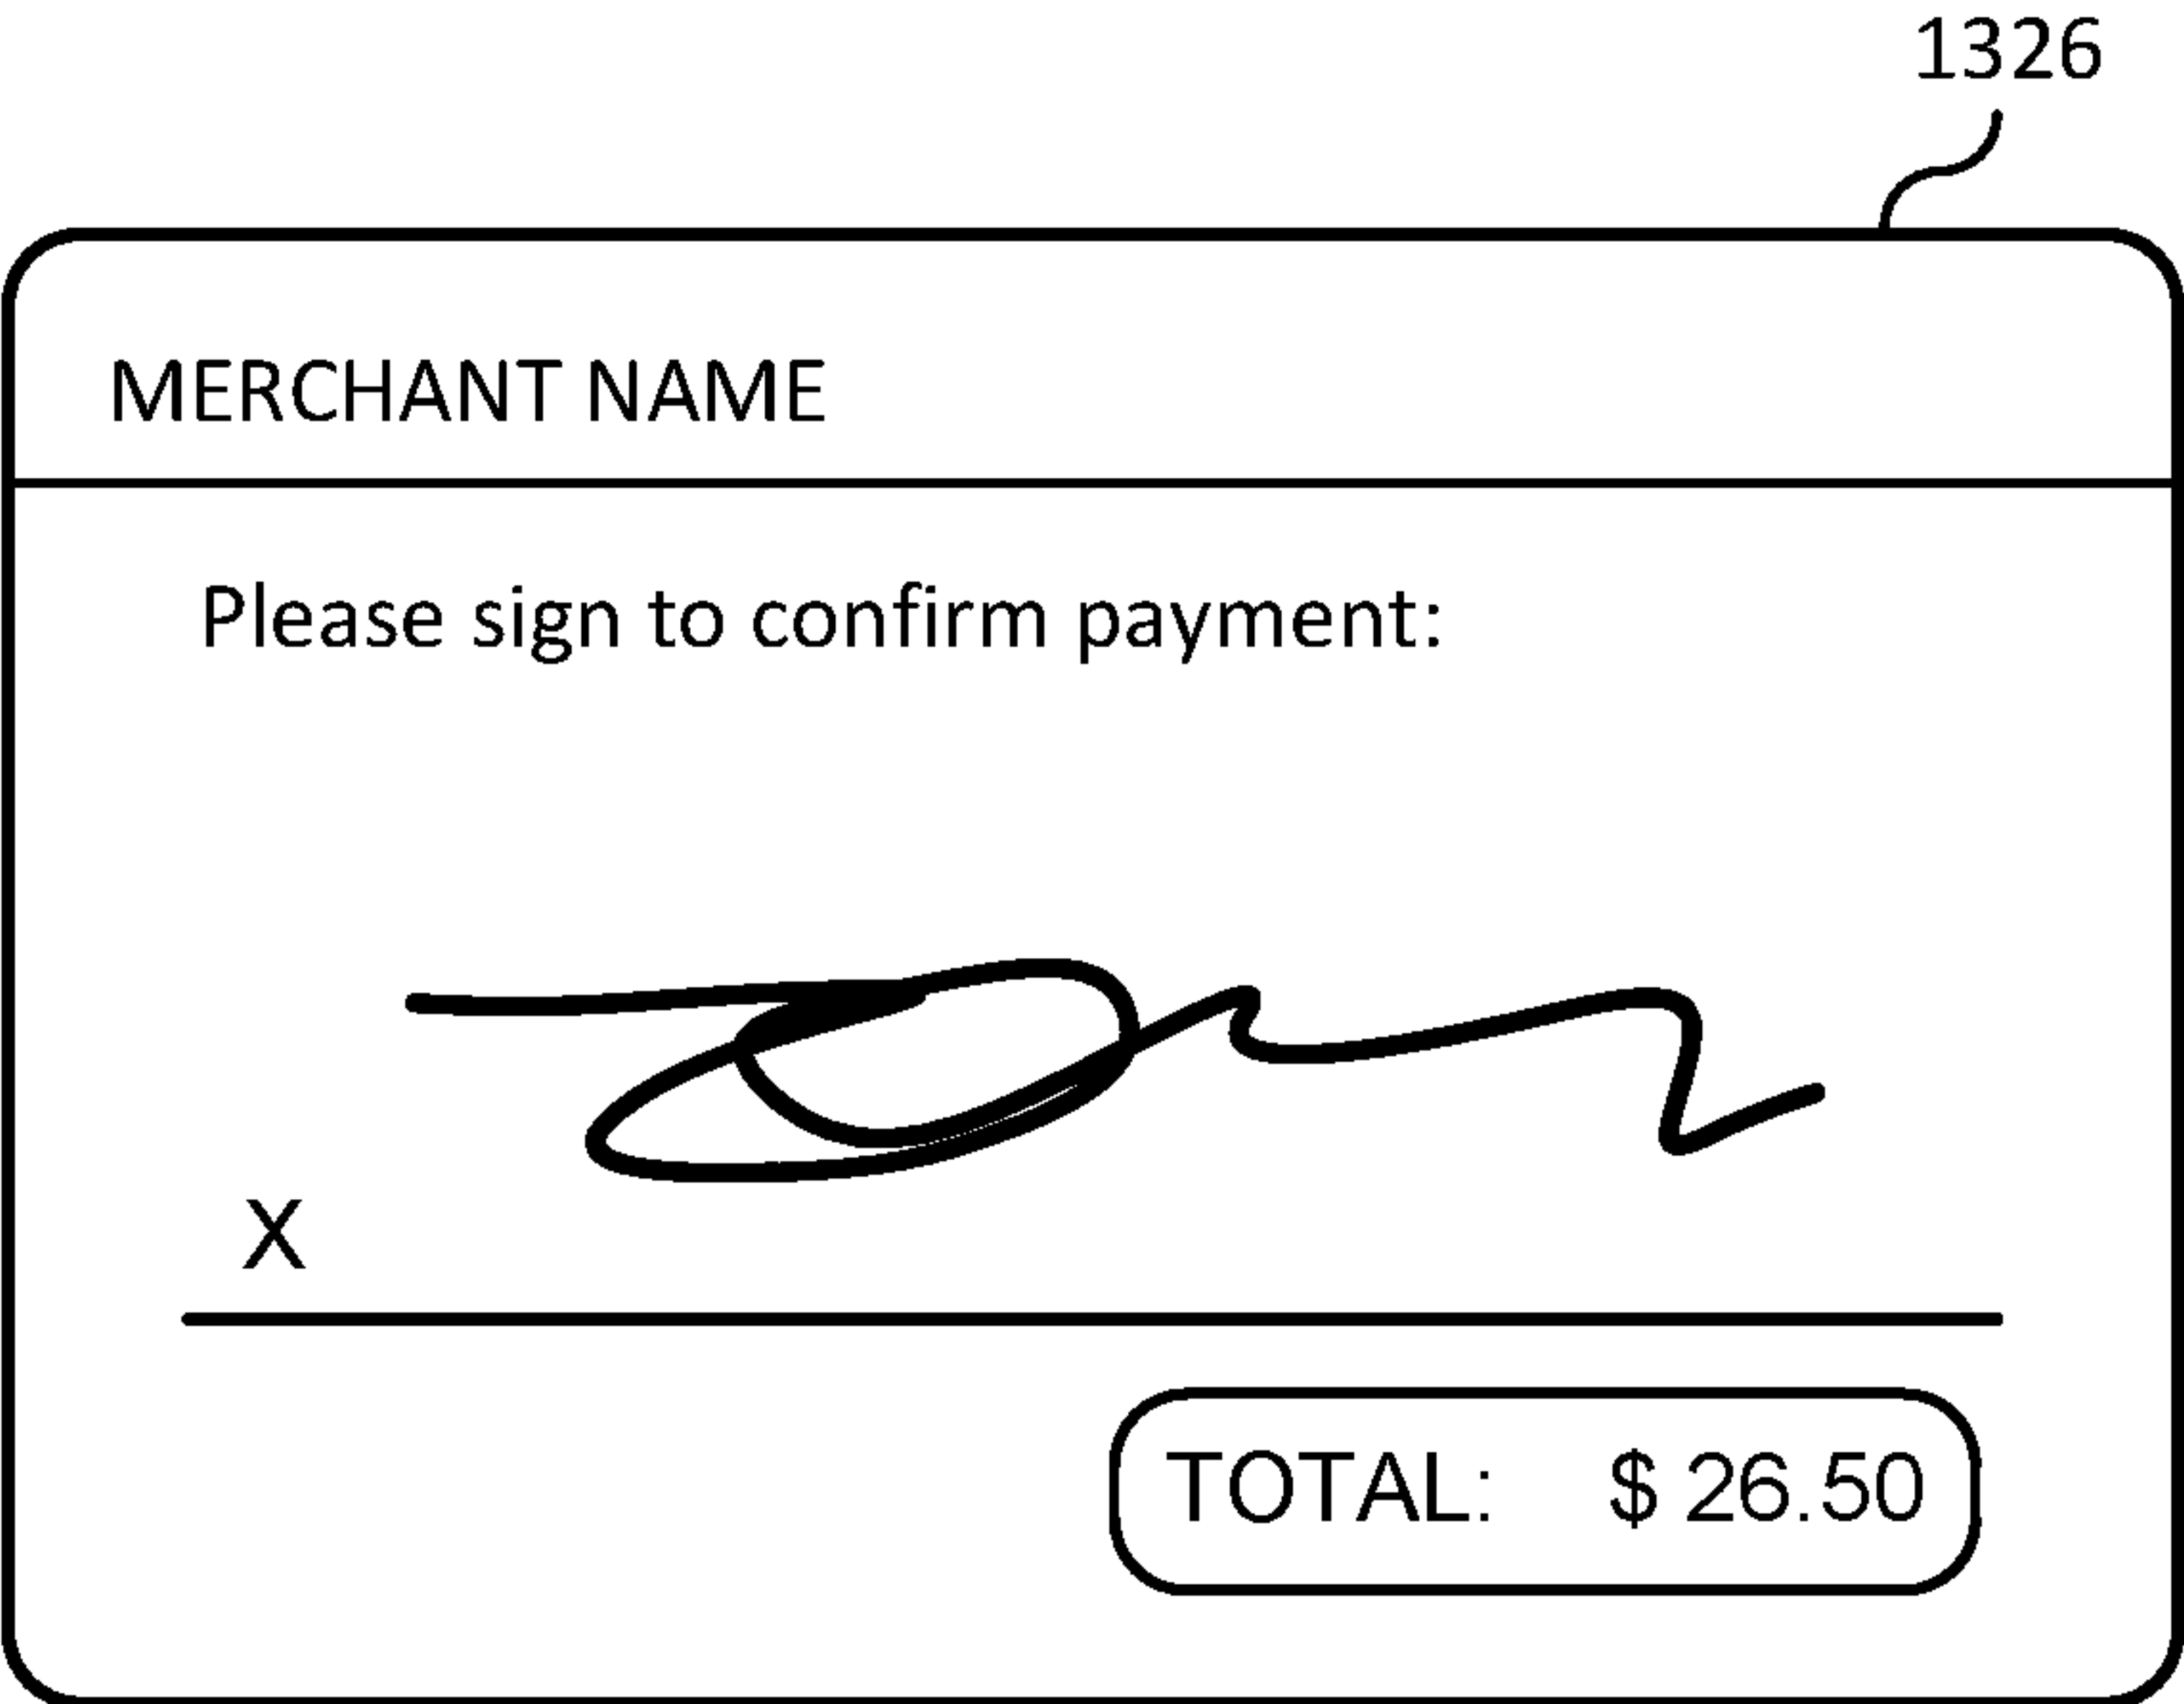 1326
MERCHANT NAME
Please sign to confirm payment:
X
TOTAL: $ 26.50